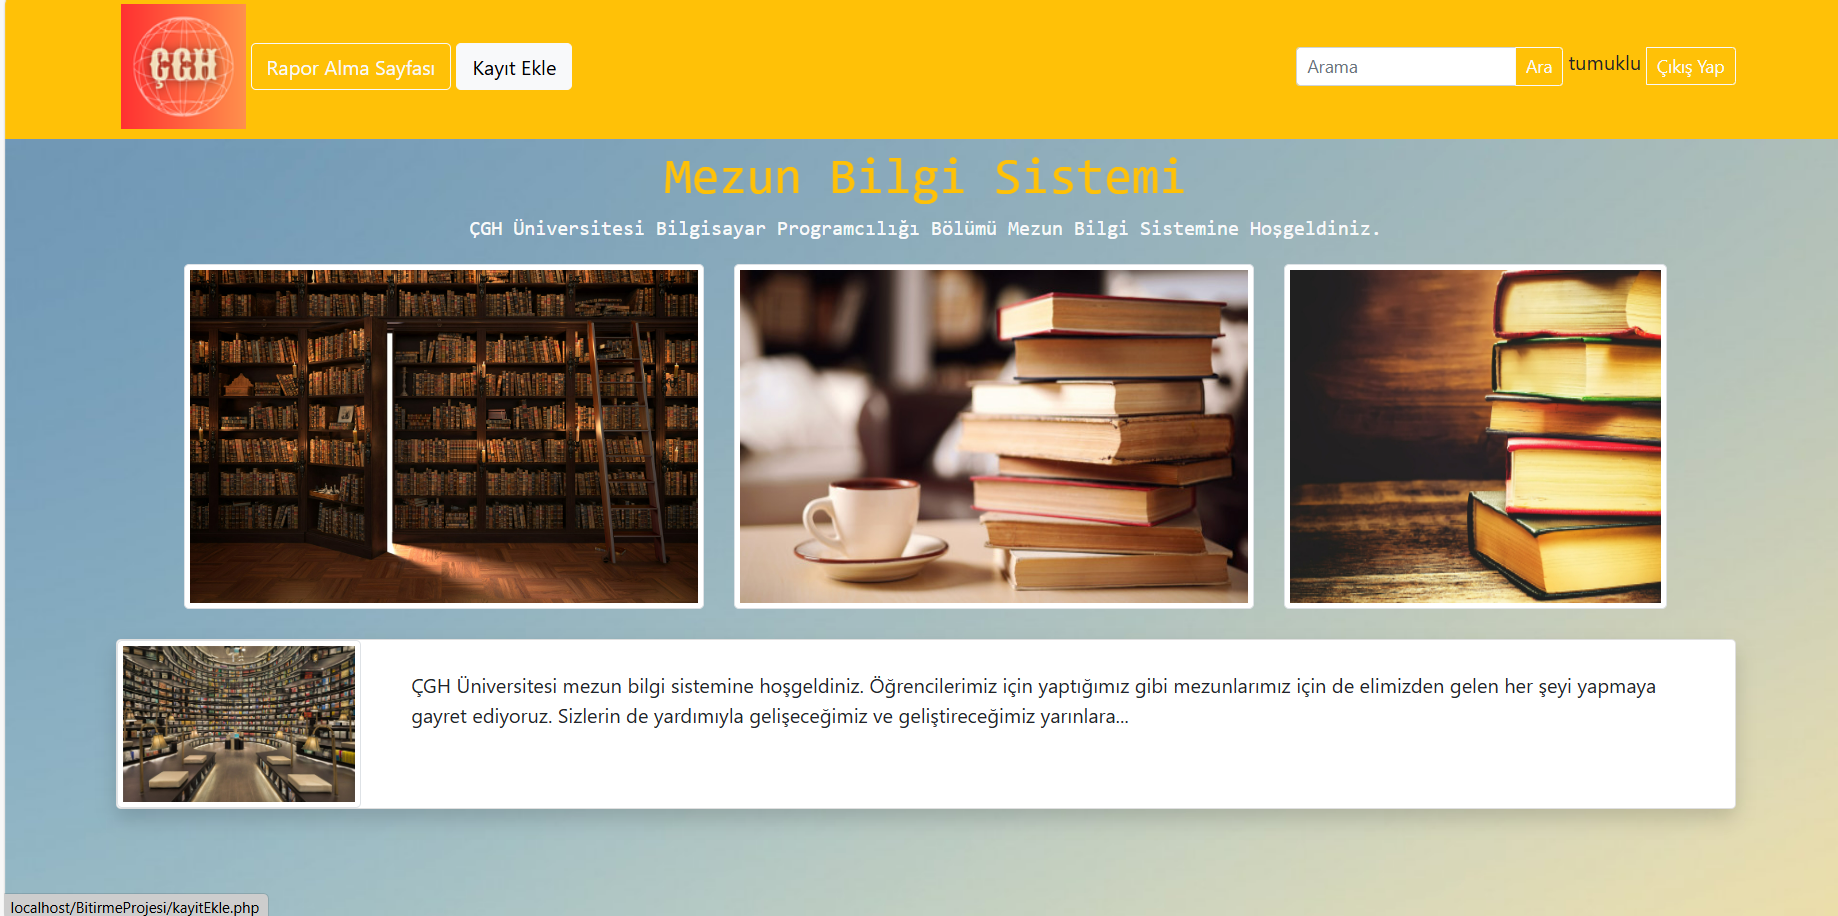 ÇGH
Rapor Alma Sayfası
Kayıt Ekle
Arama
Ara
tumuklu
Çıkış Yap
Mezun Bilgi Sistemi
ÇGH Üniversitesi Bilgisayar Programcılığı Bölümü Mezun Bilgi Sistemine Hoşgeldiniz.
ÇGH Üniversitesi mezun bilgi sistemine hoşgeldiniz. Öğrencilerimiz için yaptığımız gibi mezunlarımız için de elimizden gelen her şeyi yapmaya
gayret ediyoruz. Sizlerin de yardımıyla gelişeceğimiz ve geliştireceğimiz yarınlara...
localhost/BitirmeProjesi/kayitEkle.php